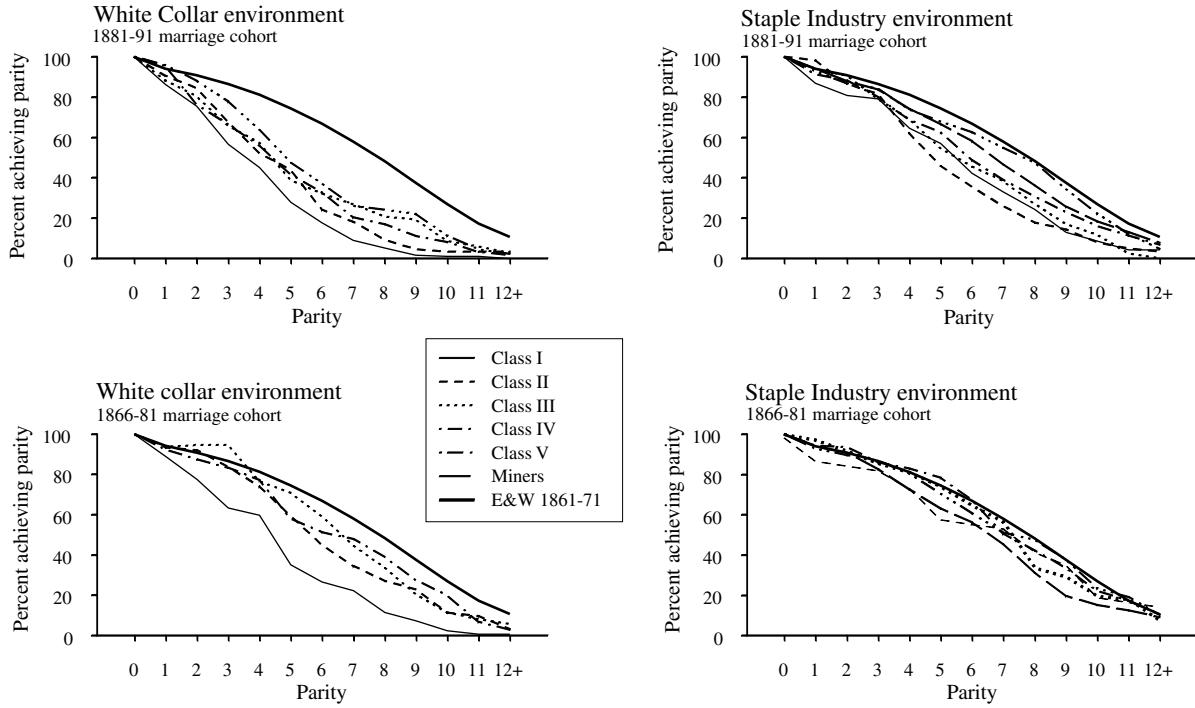 White Collar environment
1881-91 marriage cohort
Percent achieving parity
100
80
60
40
20
0
0 1 2 3 4 5 6 7 8 9 10 11 12+
Parity
Staple Industry environment
1881-91 marriage cohort
Percent achieving parity
100
80
60
40
20
0
0 1 2 3 4 5 6 7 8 9 10 11 12+
Parity
Class I
Class II
Class III
Class IV
Class V
Miners
E&W 1861-71
White collar environment
1866-81 marriage cohort
Percent achieving parity
100
80
60
40
20
0
0 1 2 3 4 5 6 7 8 9 10 11 12+
Parity
Staple Industry environment
1866-81 marriage cohort
Percent achieving parity
100
80
60
40
20
0
0 1 2 3 4 5 6 7 8 9 10 11 12+
Parity